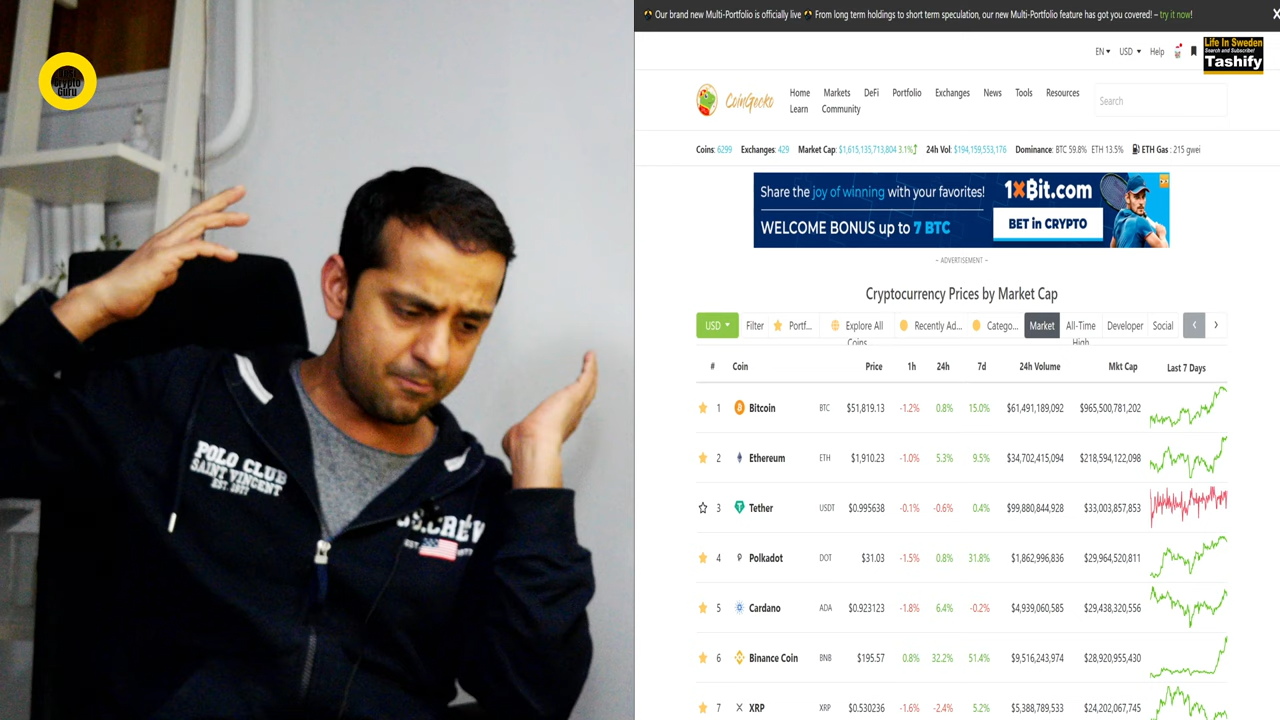 Crypto
Guru
POLO CLUB
SAINT VINCENT
EST. 1977
EST
Our brand new Multi-Portfolio is officially live From long term holdings to short term speculation, our new Multi-Portfolio feature has got you covered! – try it now! X
EN USD Help
Life In Sweden
Search and Subscribe!
Tashify
CoinGecko
Home Markets DeFi Portfolio Exchanges News Tools Resources
Learn Community
Search
Coins: 6299 Exchanges: 429 Market Cap: $1,615,135,713,804 3.1% 24h Vol: $194,159,553,176 Dominance: BTC 59.8% ETH 13.5% ETH Gas : 215 gwei
Share the joy of winning with your favorites!
WELCOME BONUS up to 7 BTC
1XBit.com
BET in CRYPTO
- ADVERTISEMENT -
Cryptocurrency Prices by Market Cap
USD Filter Portf... Explore All Coins Recently Ad... Catego... Market All-Time High Developer Social
# Coin Price 1h 24h 7d 24h Volume Mkt Cap Last 7 Days
1 Bitcoin BTC $51,819.13 -1.2% 0.8% 15.0% $61,491,189,092 $965,500,781,202
2 Ethereum ETH $1,910.23 -1.0% 5.3% 9.5% $34,702,415,094 $218,594,122,098
3 Tether USDT $0.995638 -0.1% -0.6% 0.4% $99,880,844,928 $33,003,857,853
4 Polkadot DOT $31.03 -1.5% 0.8% 31.8% $1,862,996,836 $29,964,520,811
5 Cardano ADA $0.923123 -1.8% 6.4% -0.2% $4,939,060,585 $29,438,320,556
6 Binance Coin BNB $195.57 0.8% 32.2% 51.4% $9,516,243,974 $28,920,955,430
7 XRP XRP $0.530236 -1.6% -2.4% 5.2% $5,388,789,533 $24,202,067,745